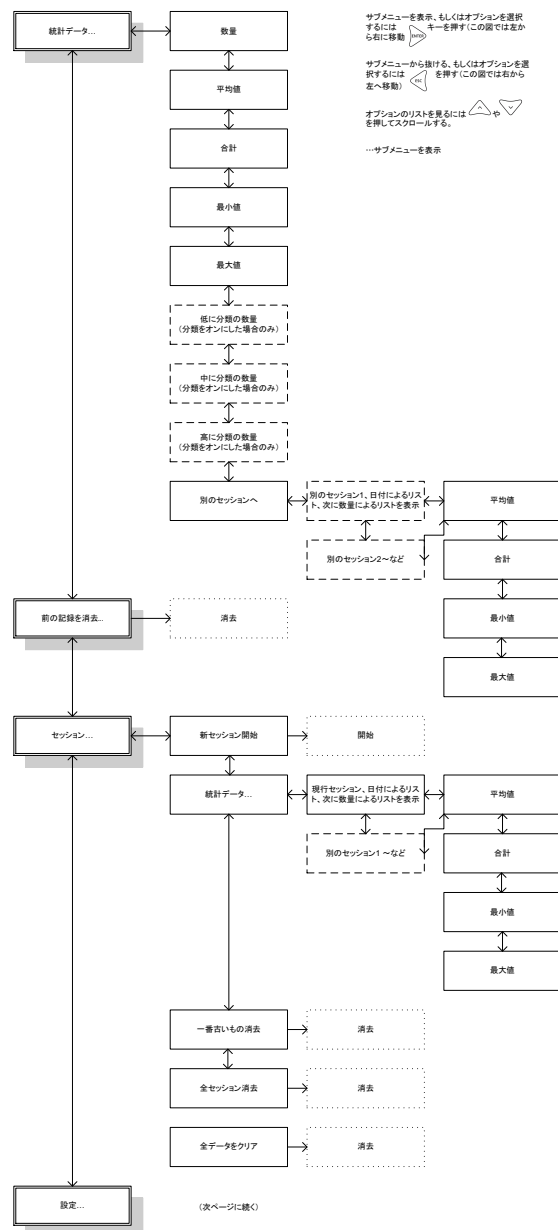 統計データ...
数量
サブメニューを表示、もしくはオプションを選択
するには ENTER キーを押す(この図では左か
ら右に移動
平均値
サブメニューから抜ける、もしくはオプションを選
択するには ESC を押す(この図では右から
左へ移動)
オプションのリストを見るには や
を押してスクロールする。
合計
…サブメニューを表示
最小値
最大値
低に分類の数量
(分類をオンにした場合のみ)
中に分類の数量
(分類をオンにした場合のみ)
高に分類の数量
(分類をオンにした場合のみ)
別のセッションへ
別のセッション1、日付によるリス
ト、次に数量によるリストを表示
平均値
別のセッション2～など
合計
前の記録を消去...
消去
最小値
最大値
セッション...
新セッション開始
開始
統計データ...
現行セッション、日付によるリス
ト、次に数量によるリストを表示
平均値
別のセッション1 ～など
合計
最小値
最大値
一番古いもの消去
消去
全セッション消去
消去
全データをクリア
消去
設定...
(次ページに続く)